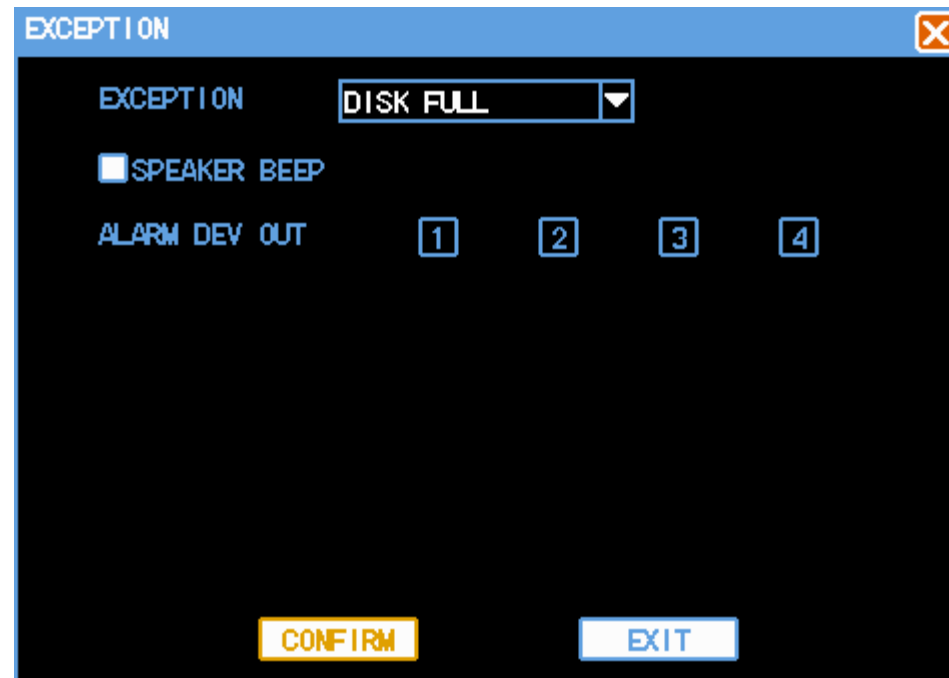 EXCEPTION
EXCEPTION DISK FULL
SPEAKER BEEP
ALARM DEV OUT 1 2 3 4
CONFIRM EXIT